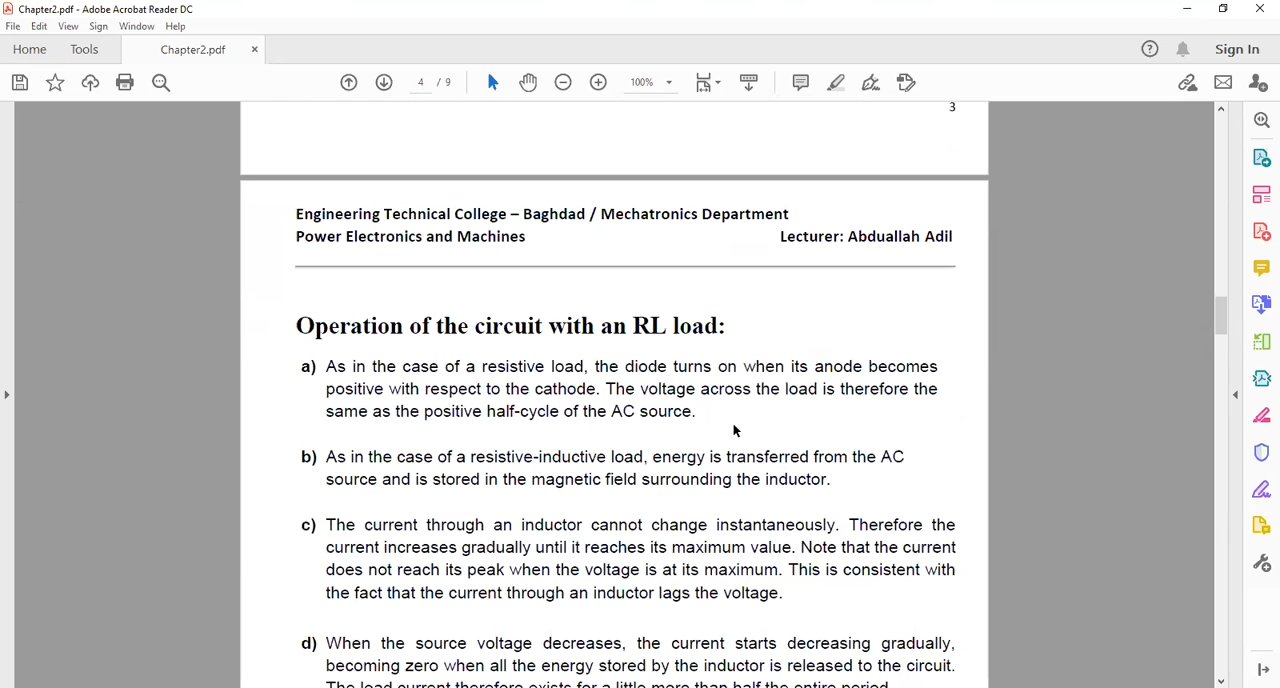 Chapter2.pdf - Adobe Acrobat Reader DC
File Edit View Sign Window Help
Home Tools Chapter2.pdf × ? Sign In
4 / 9 100%
3
Engineering Technical College – Baghdad / Mechatronics Department
Power Electronics and Machines Lecturer: Abduallah Adil
Operation of the circuit with an RL load:
a) As in the case of a resistive load, the diode turns on when its anode becomes
positive with respect to the cathode. The voltage across the load is therefore the
same as the positive half-cycle of the AC source.
b) As in the case of a resistive-inductive load, energy is transferred from the AC
source and is stored in the magnetic field surrounding the inductor.
c) The current through an inductor cannot change instantaneously. Therefore the
current increases gradually until it reaches its maximum value. Note that the current
does not reach its peak when the voltage is at its maximum. This is consistent with
the fact that the current through an inductor lags the voltage.
d) When the source voltage decreases, the current starts decreasing gradually,
becoming zero when all the energy stored by the inductor is released to the circuit.
The load current therefore exists for a little more than half the entire period